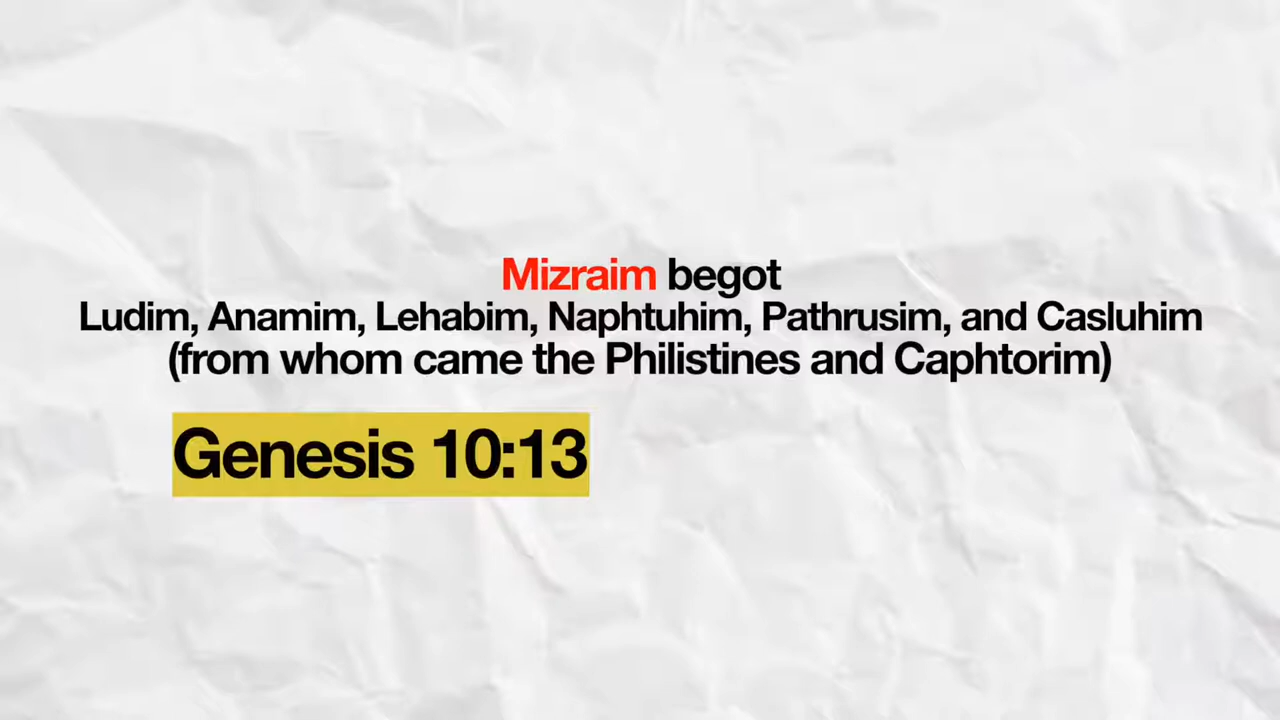 Mizraim begot
Ludim, Anamim, Lehabim, Naphtuhim, Pathrusim, and Casluhim
(from whom came the Philistines and Caphtorim)
Genesis 10:13